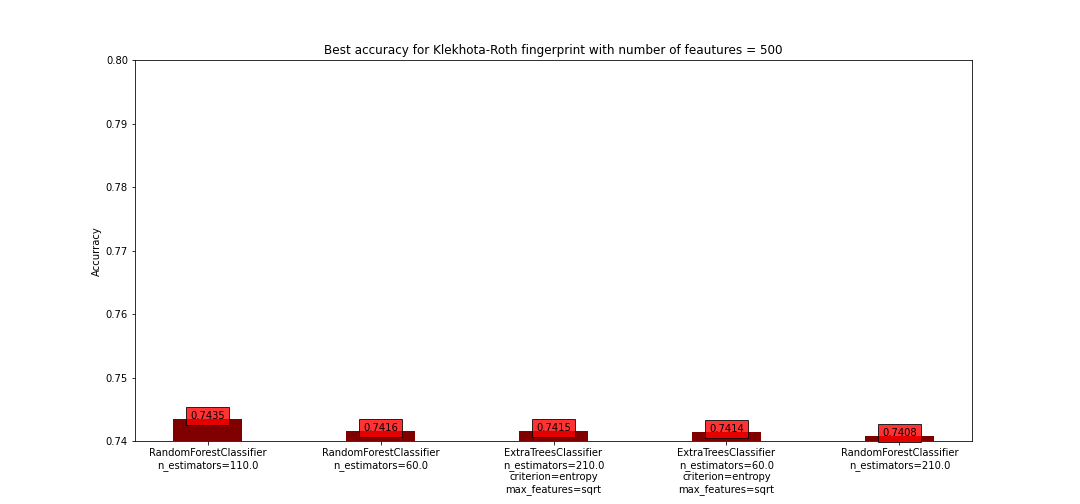 Best accuracy for Klekhota-Roth fingerprint with number of feautures = 500
0.80
0.79
0.78
0.77
0.76
0.75
0.74
Accurracy
0.7435
0.7416
0.7415
0.7414
0.7408
RandomForestClassifier
n_estimators=110.0
RandomForestClassifier
n_estimators=60.0
ExtraTreesClassifier
n_estimators=210.0
criterion=entropy
max_features=sqrt
ExtraTreesClassifier
n_estimators=60.0
criterion=entropy
max_features=sqrt
RandomForestClassifier
n_estimators=210.0